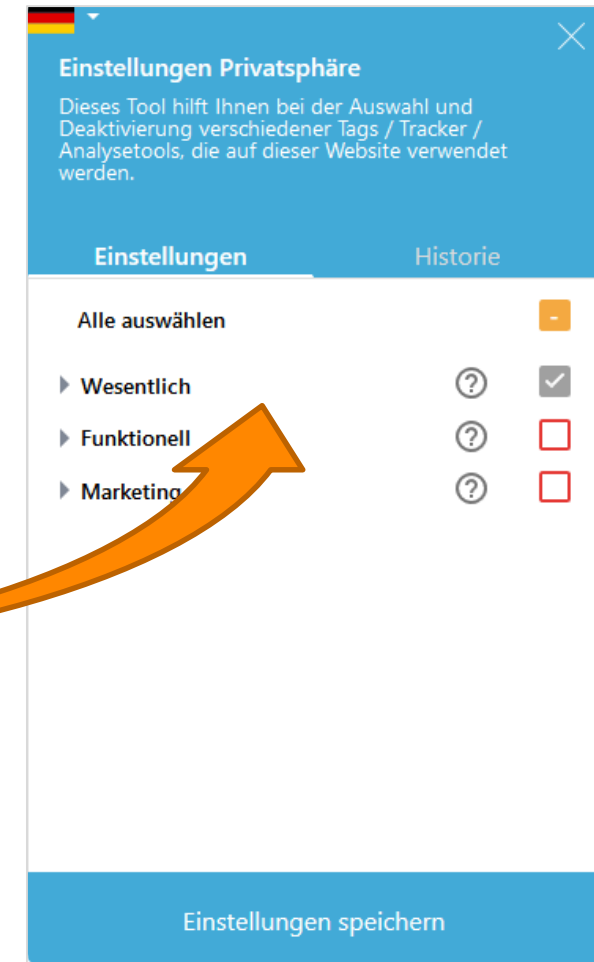 Einstellungen Privatsphäre
Dieses Tool hilft Ihnen bei der Auswahl und
Deaktivierung verschiedener Tags / Tracker /
Analysetools, die auf dieser Website verwendet
werden.
Einstellungen Historie
Alle auswählen -
Wesentlich ?
Funktionell ?
Marketing ?
Einstellungen speichern